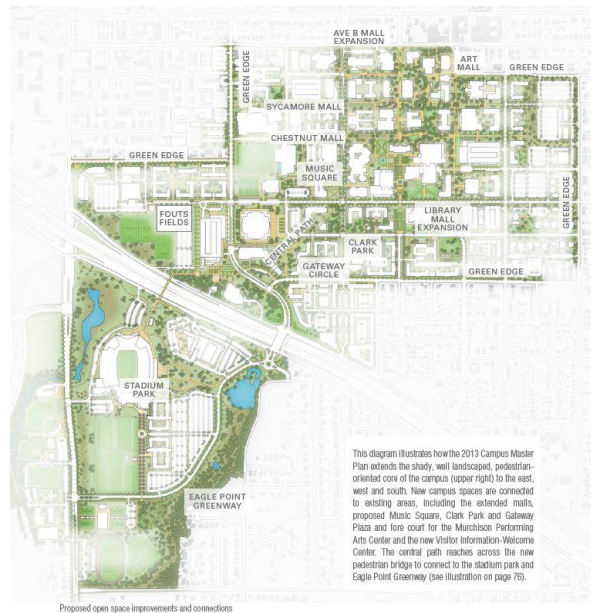 AVE B MALL
EXPANSION
ART
MALL
GREEN EDGE
GREEN EDGE
SYCAMORE MALL
CHESTNUT MALL
GREEN EDGE
MUSIC
SQUARE
GREEN EDGE
FOUTS
FIELDS
LIBRARY
MALL
EXPANSION
CENTRAL PATH
CLARK
PARK
GATEWAY
CIRCLE
GREEN EDGE
STADIUM
PARK
EAGLE POINT
GREENWAY
This diagram illustrates how the 2013 Campus Master
Plan extends the shady, well landscaped, pedestrian-
oriented core of the campus (upper right) to the east,
west and south. New campus spaces are connected
to existing areas, including the extended malls,
proposed Music Square, Clark Park and Gateway
Plaza and fore court for the Murchison Performing
Arts Center and the new Visitor Information-Welcome
Center. The central path reaches across the new
pedestrian bridge to connect to the stadium park and
Eagle Point Greenway (see illustration on page 76).
Proposed open space improvements and connections